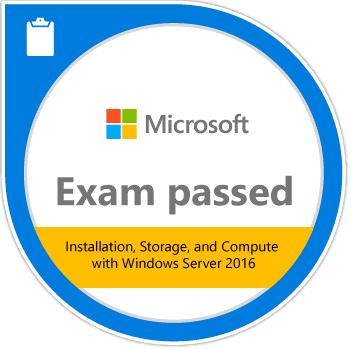 Microsoft
Exam passed
Installation, Storage, and Compute
with Windows Server 2016